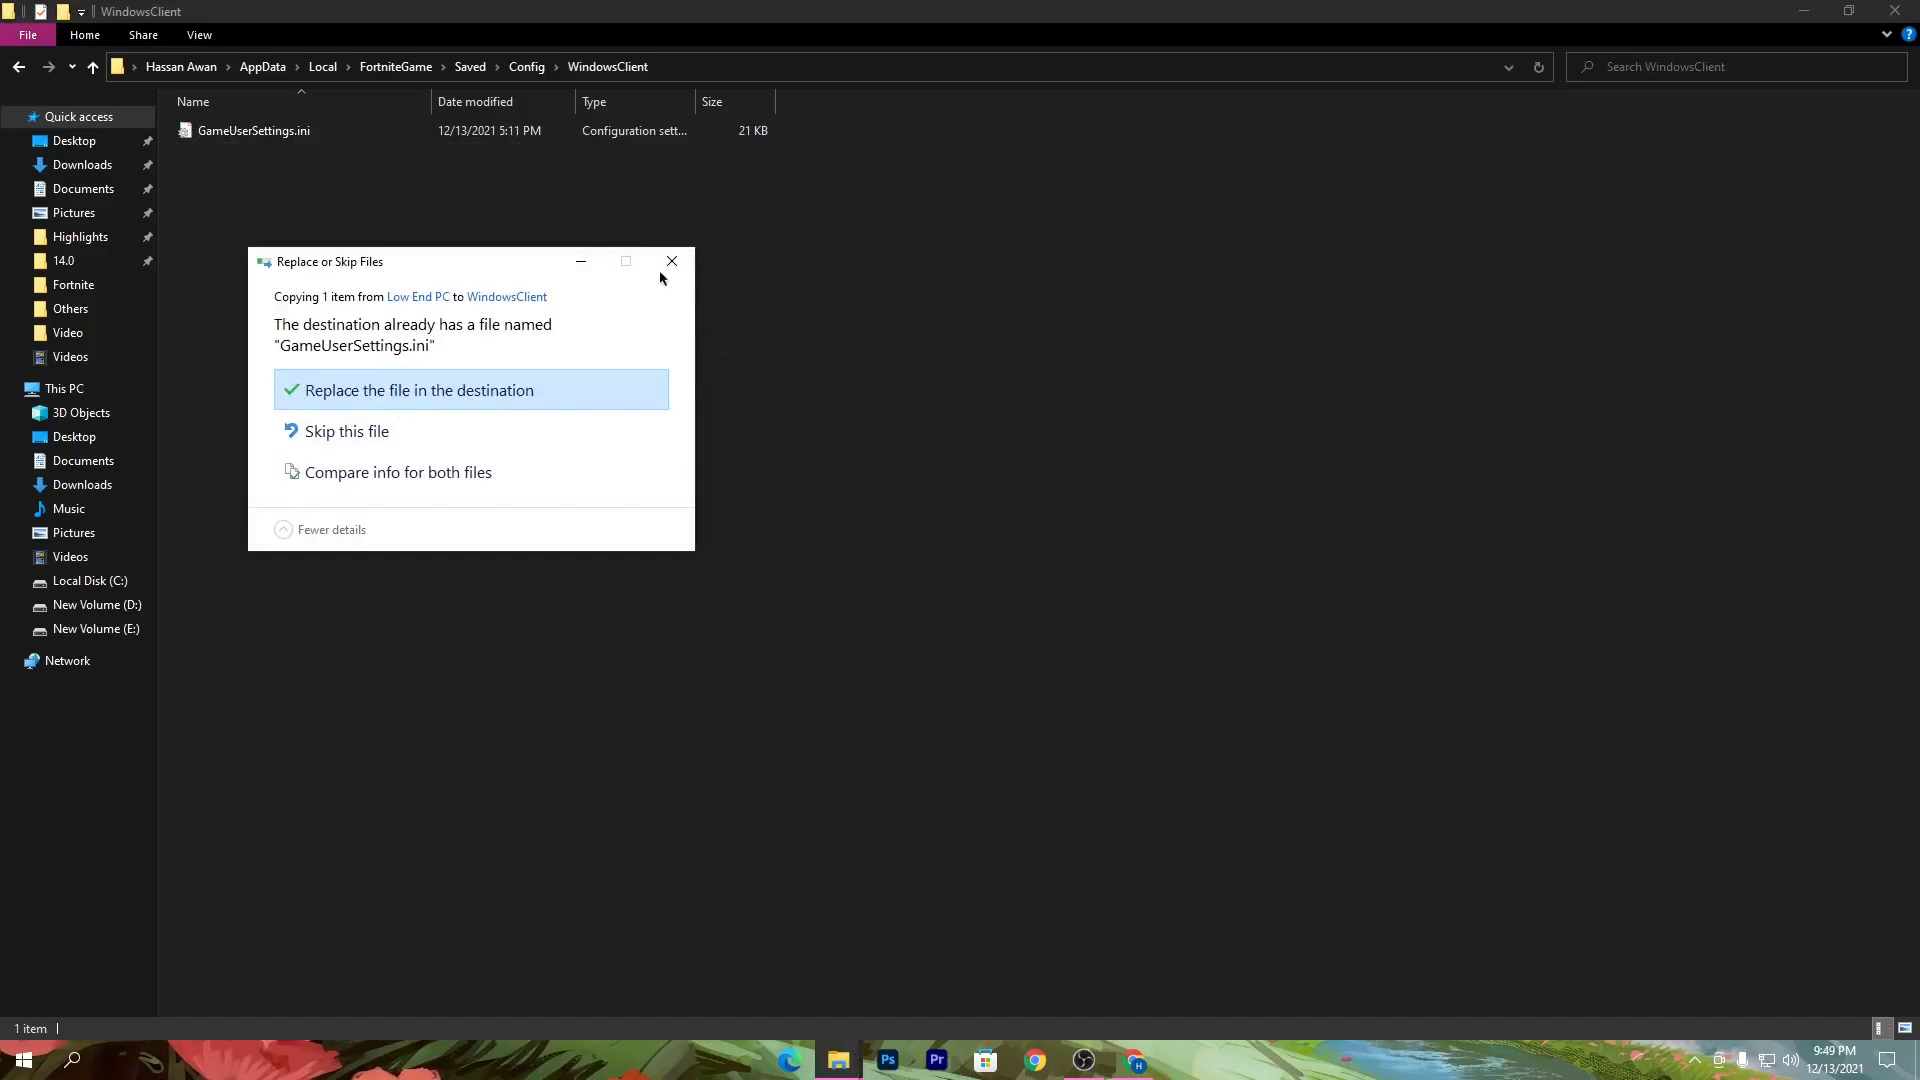 WindowsClient
File Home Share View
Hassan Awan AppData Local FortniteGame Saved Config WindowsClient
Search WindowsClient
Name Date modified Type Size
GameUserSettings.ini 12/13/2021 5:11 PM Configuration sett... 21 KB
Quick access
Desktop
Downloads
Documents
Pictures
Highlights
14.0
Fortnite
Others
Video
Videos
This PC
3D Objects
Desktop
Documents
Downloads
Music
Pictures
Videos
Local Disk (C:)
New Volume (D:)
New Volume (E:)
Network
Replace or Skip Files
Copying 1 item from Low End PC to WindowsClient
The destination already has a file named
"GameUserSettings.ini"
Replace the file in the destination
Skip this file
Compare info for both files
Fewer details
1 item
Ps Pr H
9:49 PM
12/13/2021